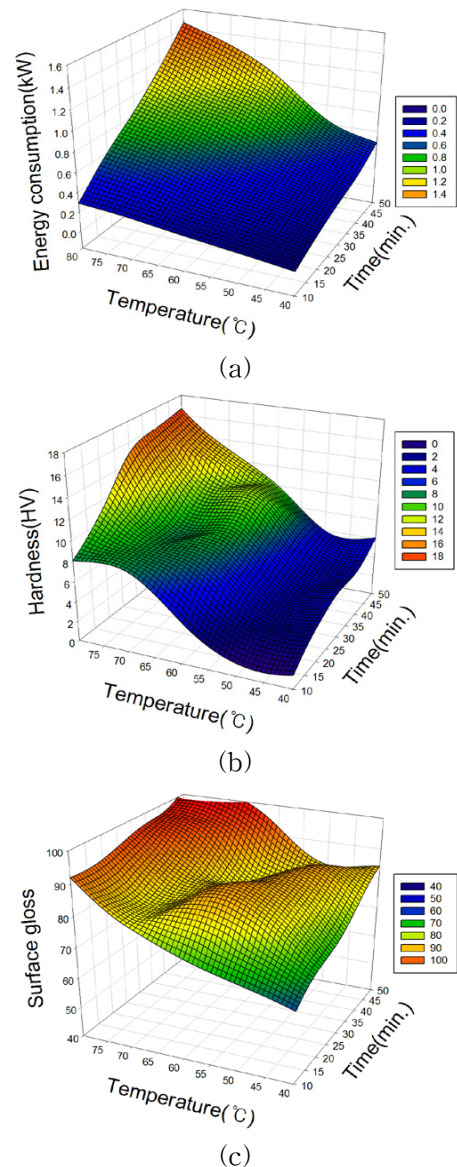 1.6
1.4
1.2
1.0
0.8
0.6
0.4
0.2
0.0
Energy consumption(kW)
80 75 70 65 60 55 50 45 40
Temperature(℃)
10 15 20 25 30 35 40 45 50
Time(min.)
0.0
0.2
0.4
0.6
0.8
1.0
1.2
1.4
(a)
18
16
14
12
10
8
6
4
2
0
Hardness(HV)
75 70 65 60 55 50 45 40
Temperature(℃)
10 15 20 25 30 35 40 45 50
Time(min.)
0
2
4
6
8
10
12
14
16
18
(b)
100
90
80
70
60
50
40
Surface gloss
75 70 65 60 55 50 45 40
Temperature(℃)
10 15 20 25 30 35 40 45 50
Time(min.)
40
50
60
70
80
90
100
(c)